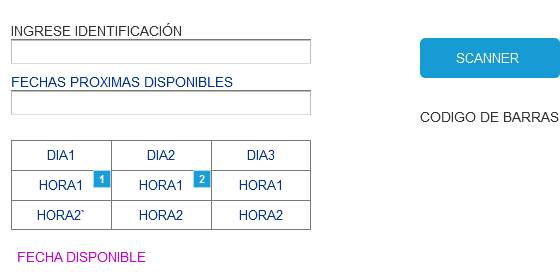 INGRESE IDENTIFICACIÓN
SCANNER
FECHAS PROXIMAS DISPONIBLES
CODIGO DE BARRAS
DIA1 DIA2 DIA3
HORA1 1 HORA1 2 HORA1
HORA2` HORA2 HORA2
FECHA DISPONIBLE